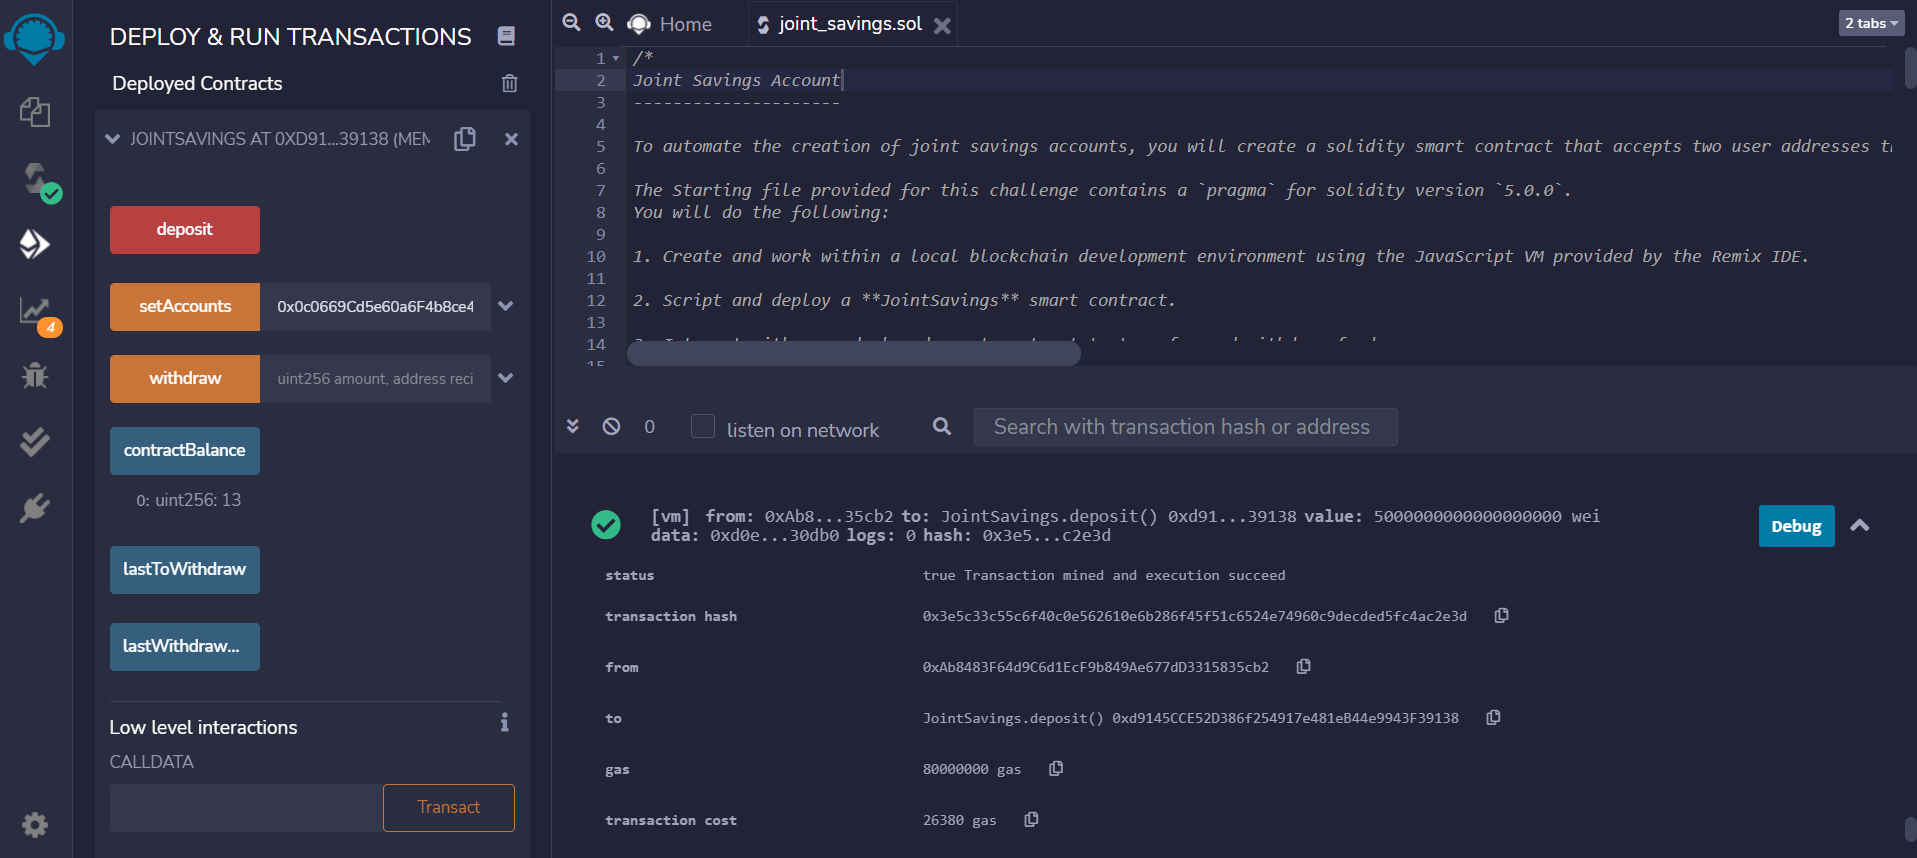 DEPLOY & RUN TRANSACTIONS
Deployed Contracts
JOINTSAVINGS AT 0XD91...39138 (MEM
deposit
setAccounts 0x0c0669Cd5e60a6F4b8ce4
withdraw uint256 amount, address reci
contractBalance
0: uint256: 13
lastToWithdraw
lastWithdraw...
Low level interactions
CALLDATA
Transact
4
Home
joint_savings.sol
2 tabs
1 /*
2 Joint Savings Account
3 ---------------------
4
5 To automate the creation of joint savings accounts, you will create a solidity smart contract that accepts two user addresses
6
7 The Starting file provided for this challenge contains a `pragma` for solidity version `5.0.0`.
8 You will do the following:
9
10 1. Create and work within a local blockchain development environment using the JavaScript VM provided by the Remix IDE.
11
12 2. Script and deploy a **JointSavings** smart contract.
13
14
15
0 listen on network Search with transaction hash or address
[vm] from: 0xAb8...35cb2 to: JointSavings.deposit() 0xd91...39138 value: 5000000000000000000 wei
data: 0xd0e...30db0 logs: 0 hash: 0x3e5...c2e3d
Debug
status true Transaction mined and execution succeed
transaction hash 0x3e5c33c55c6f40c0e562610e6b286f45f51c6524e74960c9decded5fc4ac2e3d
from 0xAb8483F64d9C6d1EcF9b849Ae677dD3315835cb2
to JointSavings.deposit() 0xd9145CCE52D386f254917e481eB44e9943F39138
gas 80000000 gas
transaction cost 26380 gas